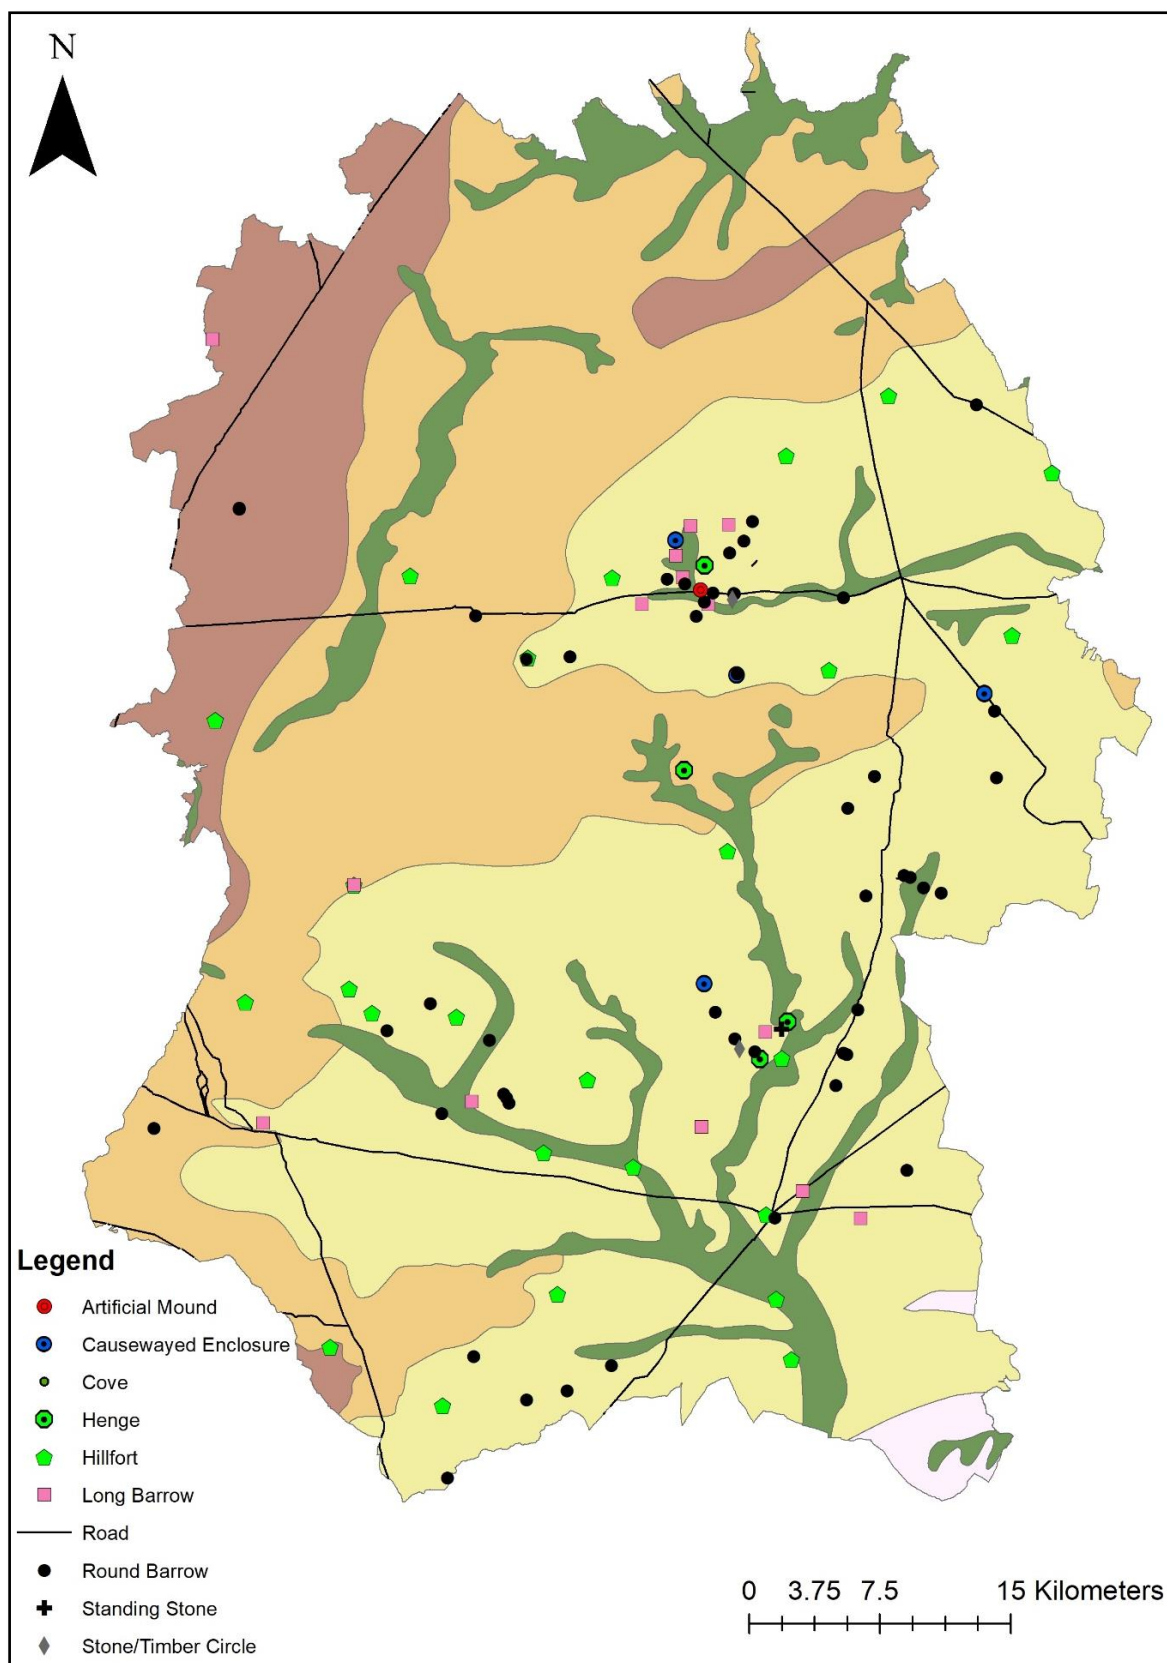 N
Legend
Artificial Mound
Causewayed Enclosure
Cove
Henge
Hillfort
Long Barrow
Road
Round Barrow
Standing Stone
Stone/Timber Circle
0 3.75 7.5 15 Kilometers